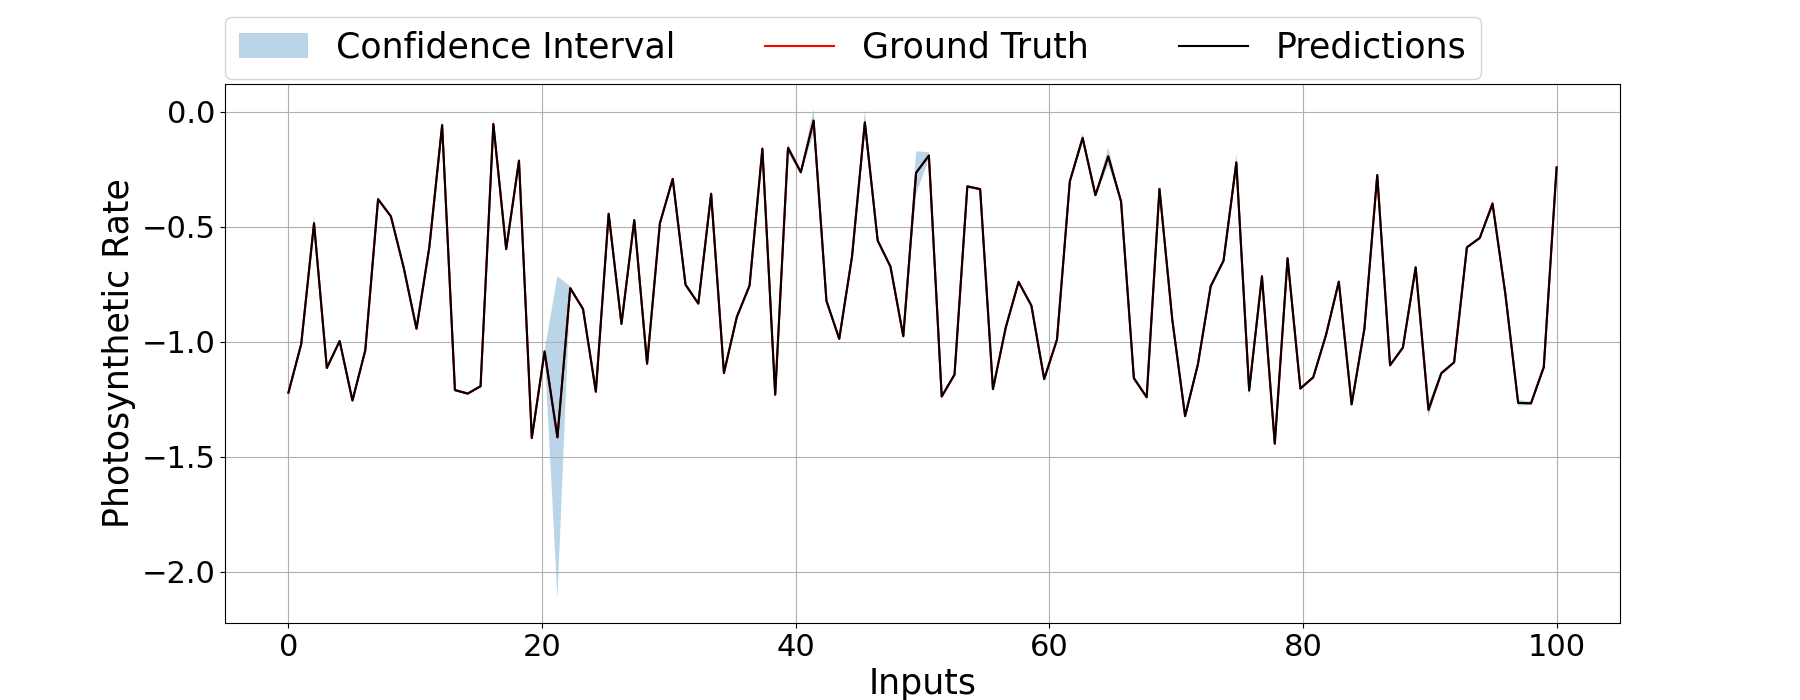 Confidence Interval Ground Truth Predictions
Photosynthetic Rate
0.0
−0.5
−1.0
−1.5
−2.0
0 20 40 60 80 100
Inputs